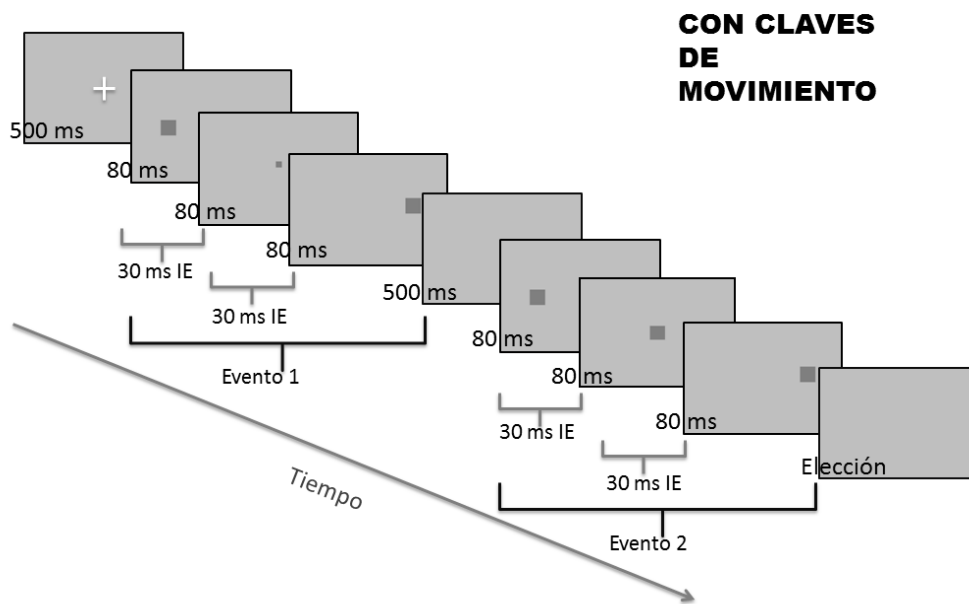 CON CLAVES
DE
MOVIMIENTO
500 ms
80 ms
80 ms
80 ms
30 ms IE
30 ms IE
500 ms
Evento 1
80 ms
80 ms
80 ms
30 ms IE
30 ms IE
Elección
Tiempo
Evento 2